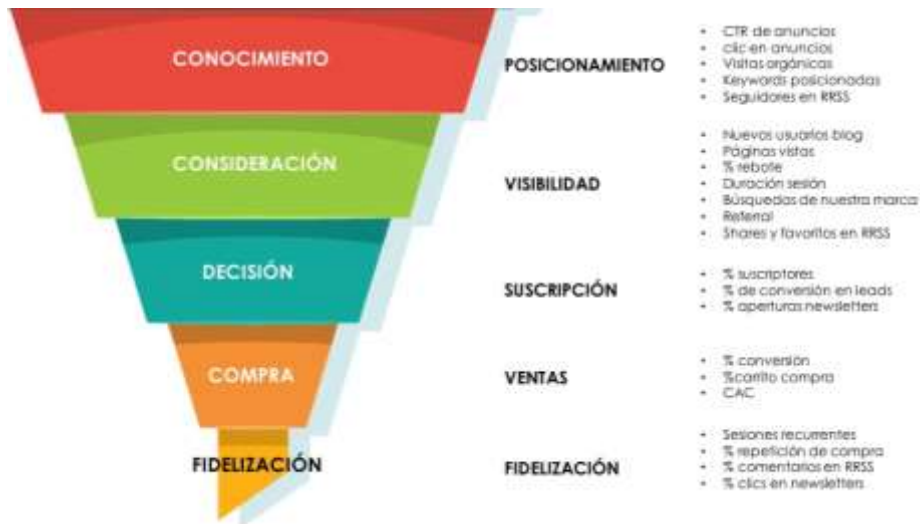 CONOCIMIENTO
POSICIONAMIENTO
• CTR de anuncios
• clic en anuncios
• Visitas orgánicas
• Keywords posicionadas
• Seguidores en RRSS
CONSIDERACIÓN
VISIBILIDAD
• Nuevos usuarios blog
• Páginas vistas
• % rebote
• Duración sesión
• Búsquedas de nuestra marca
• Referral
• Shares y favoritos en RRSS
DECISIÓN
SUSCRIPCIÓN
• % suscriptores
• % de conversión en leads
• % aperturas newsletters
COMPRA
VENTAS
• % conversión
• %carrito compra
• CAC
FIDELIZACIÓN
FIDELIZACIÓN
• Sesiones recurrentes
• % repetición de compra
• % comentarios en RRSS
• % clics en newsletters